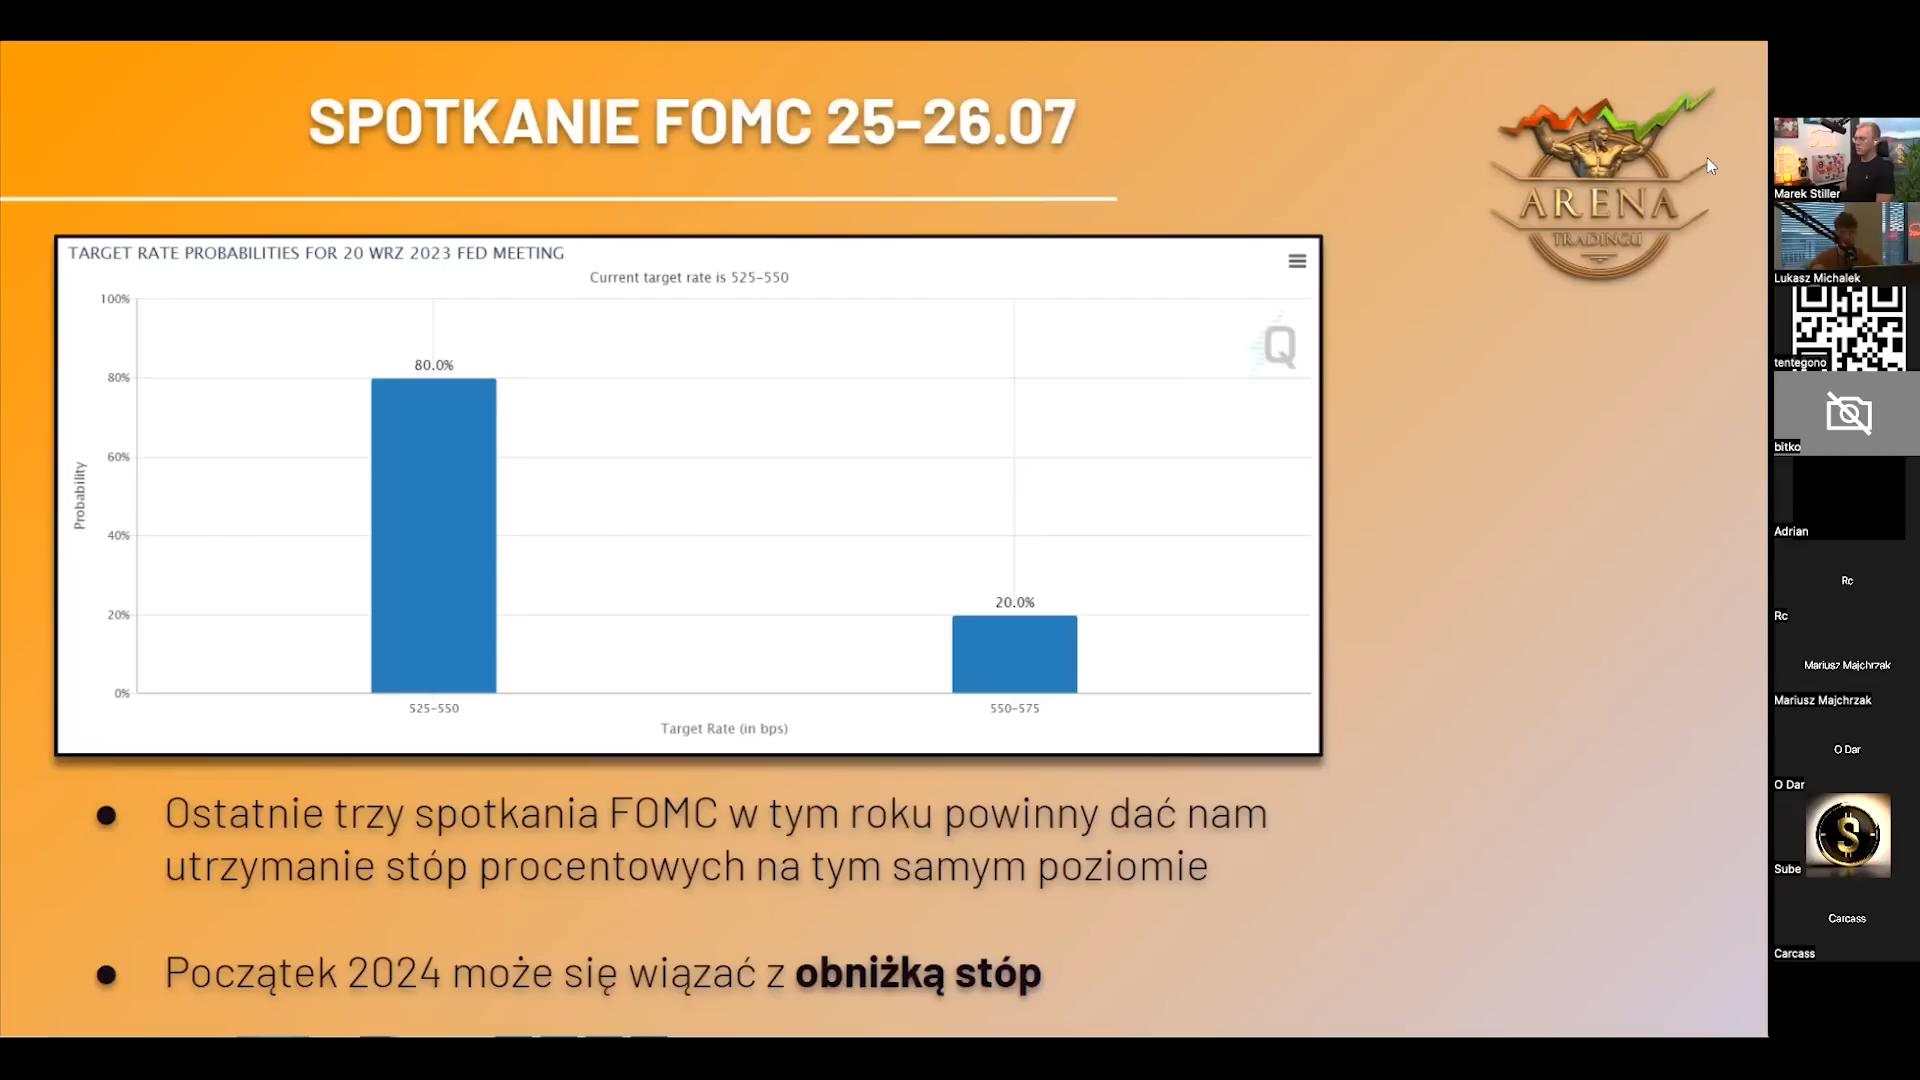 SPOTKANIE FOMC 25-26.07
ARENA
TRADINGU
TARGET RATE PROBABILITIES FOR 20 WRZ 2023 FED MEETING
Current target rate is 525-550
100%
80%
60%
40%
20%
0%
Probability
80.0%
20.0%
Q
525-550
550-575
Target Rate (in bps)
● Ostatnie trzy spotkania FOMC w tym roku powinny dać nam
utrzymanie stóp procentowych na tym samym poziomie
● Początek 2024 może się wiązać z obniżką stóp
Marek Stiller
Lukasz Michalek
tentegono
bitko
Adrian
Rc
Rc
Mariusz Majchrzak
Mariusz Majchrzak
O Dar
O Dar
$
Sube
Carcass
Carcass